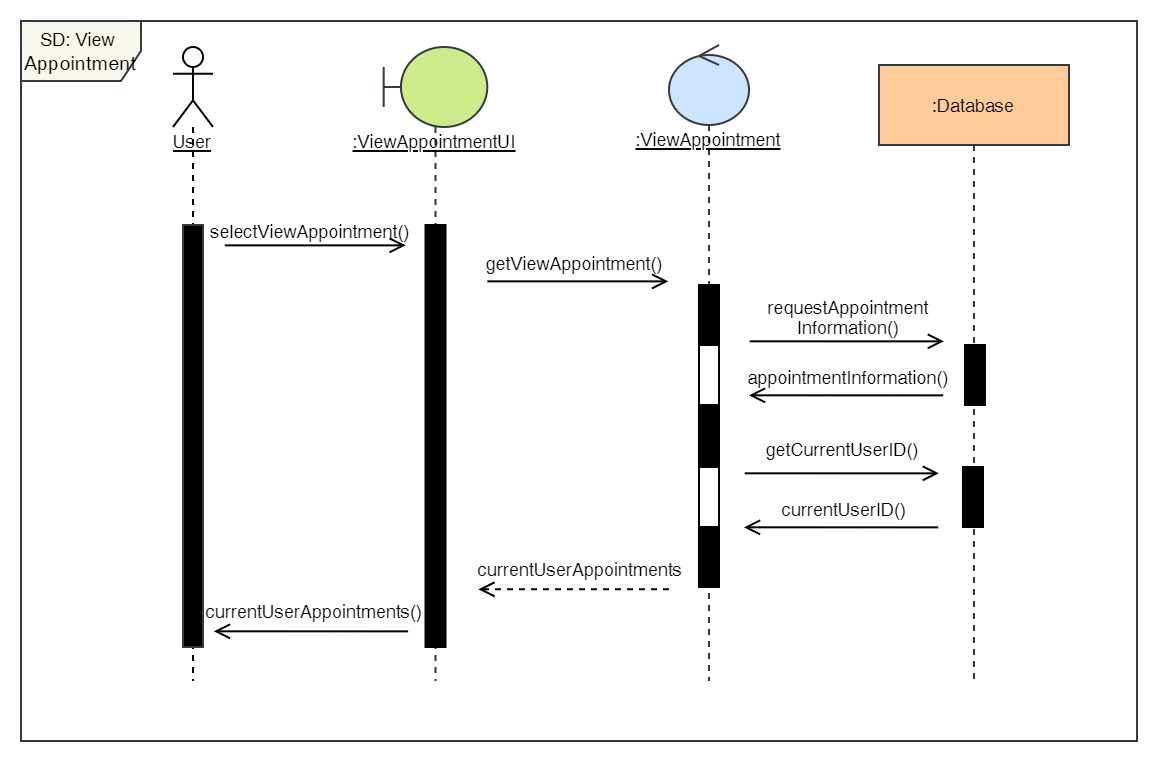 SD: View
Appointment
User
:ViewAppointmentUI
:ViewAppointment
:Database
selectViewAppointment()
getViewAppointment()
requestAppointment
Information()
appointmentInformation()
getCurrentUserID()
currentUserID()
currentUserAppointments
currentUserAppointments()